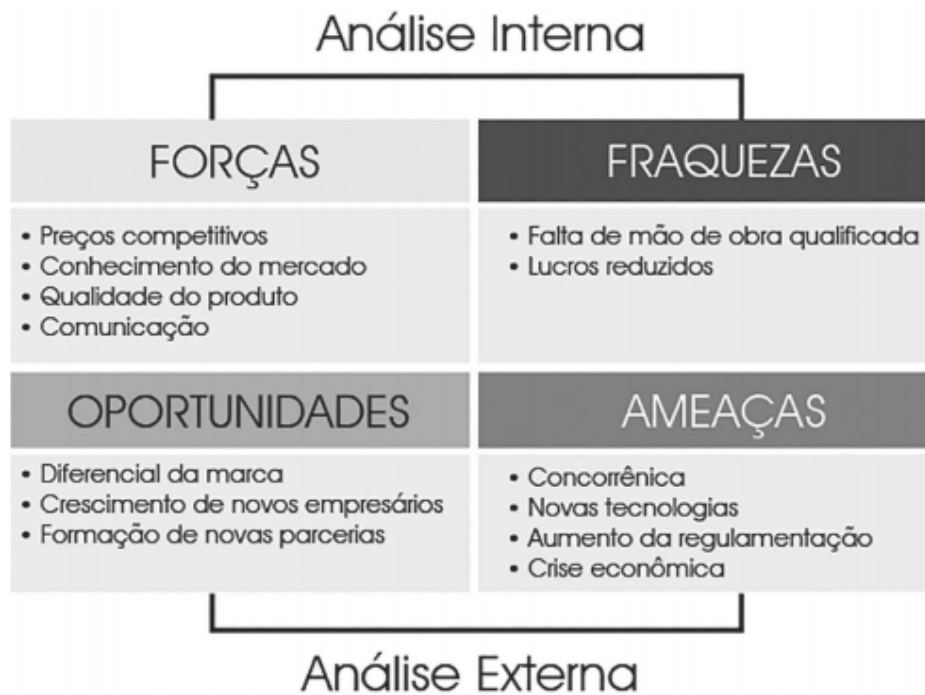 Análise Interna
FORÇAS
• Preços competitivos
• Conhecimento do mercado
• Qualidade do produto
• Comunicação
FRAQUEZAS
• Falta de mão de obra qualificada
• Lucros reduzidos
OPORTUNIDADES
• Diferencial da marca
• Crescimento de novos empresários
• Formação de novas parcerias
AMEAÇAS
• Concorrênica
• Novas tecnologias
• Aumento da regulamentação
• Crise econômica
Análise Externa